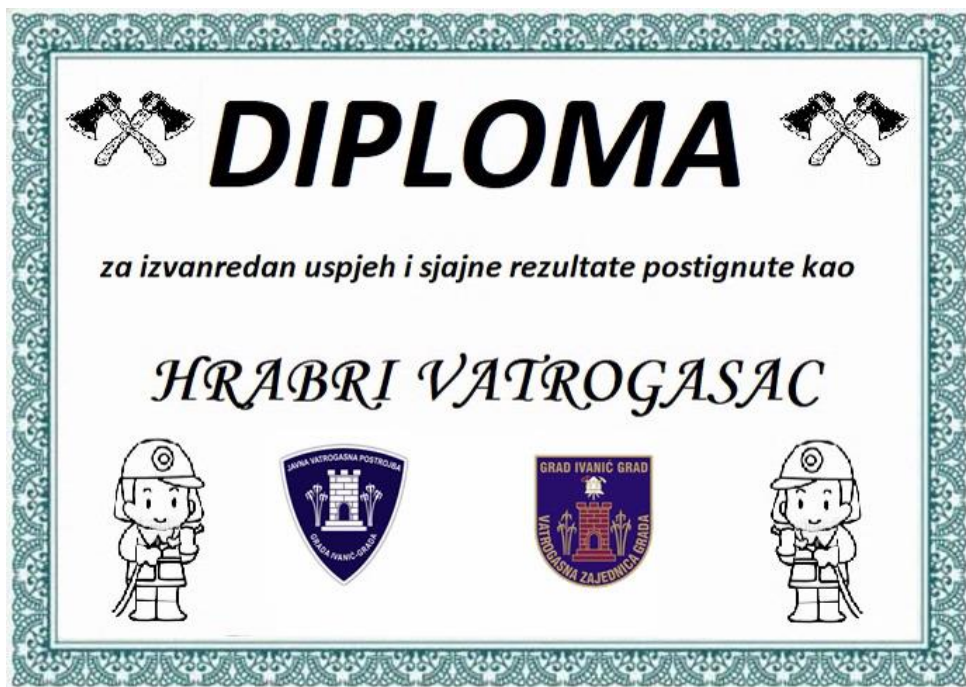 DIPLOMA
za izvanredan uspjeh i sjajne rezultate postignute kao
HRABRI VATROGASAC
JAVNA VATROGASNA POSTROJBA
GRADA IVANIĆ-GRADA
GRAD IVANIĆ GRAD
VATROGASNA ZAJEDNICA GRADA